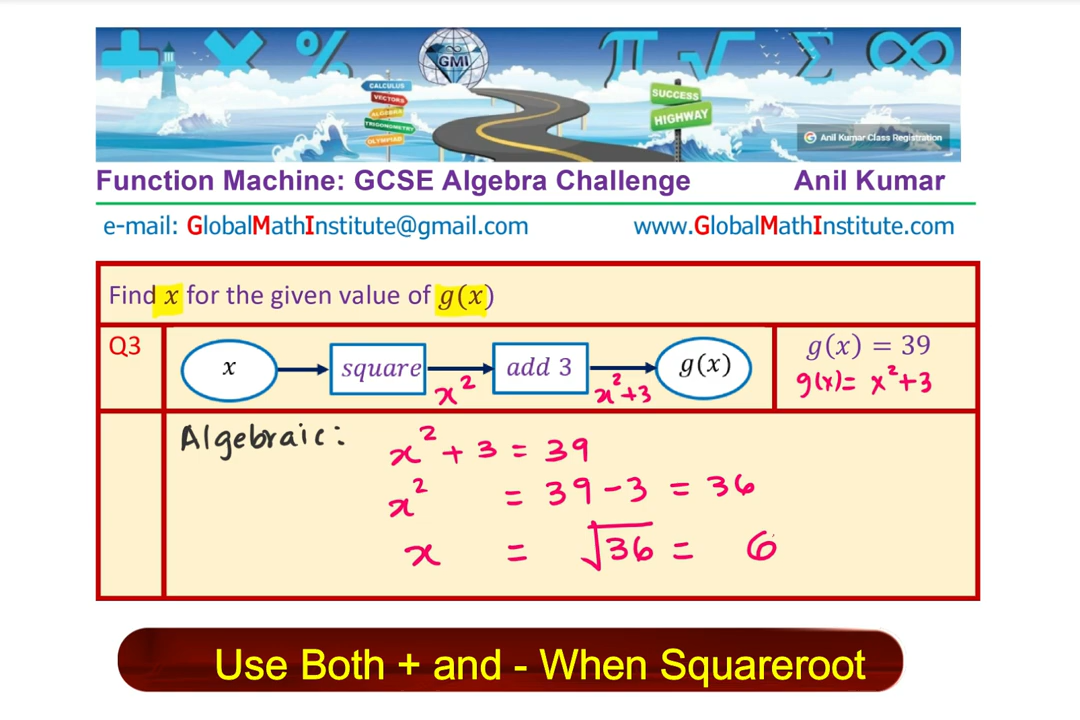 + × % π √ Σ ∞
GMI
CALCULUS
VECTORS
ALGEBRA
TRIGONOMETRY
OLYMPIAD
SUCCESS
HIGHWAY
Anil Kumar Class Registration
Function Machine: GCSE Algebra Challenge Anil Kumar
e-mail: GlobalMathInstitute@gmail.com www.GlobalMathInstitute.com
Find x for the given value of g(x)
Q3 x square x² add 3 x²+3 g(x) g(x) = 39
g(x)= x²+3
Algebraic:
x² + 3 = 39
x² = 39 - 3 = 36
x = √36 = 6
Use Both + and - When Squareroot